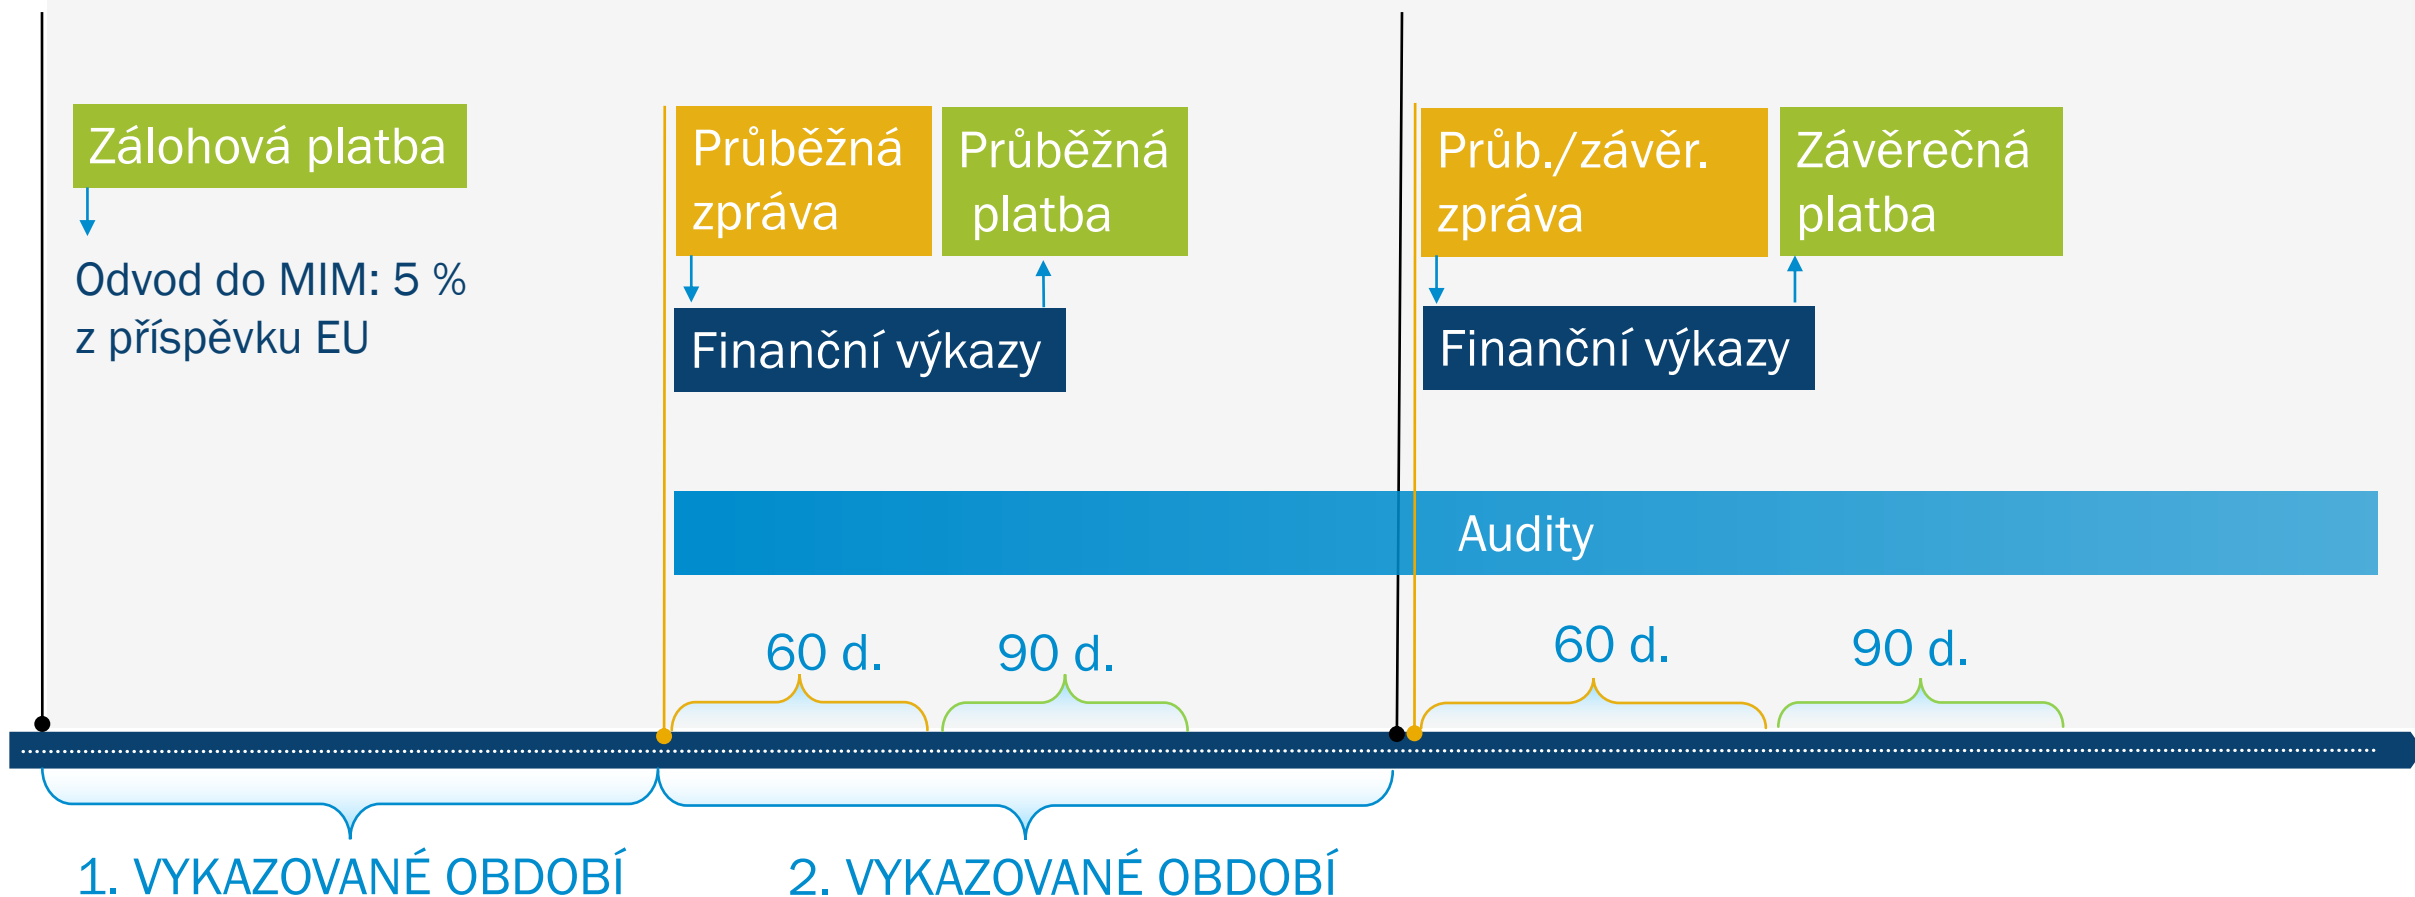 Zálohová platba
Odvod do MIM: 5 %
z příspěvku EU
Průběžná
zpráva
Průběžná
platba
Finanční výkazy
Průb./závěr.
zpráva
Závěrečná
platba
Finanční výkazy
Audity
60 d.
90 d.
60 d.
90 d.
1. VYKAZOVANÉ OBDOBÍ
2. VYKAZOVANÉ OBDOBÍ